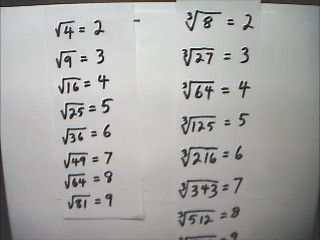 √4 = 2
√9 = 3
√16 = 4
√25 = 5
√36 = 6
√49 = 7
√64 = 8
√81 = 9
∛8 = 2
∛27 = 3
∛64 = 4
∛125 = 5
∛216 = 6
∛343 = 7
∛512 = 8
= 9